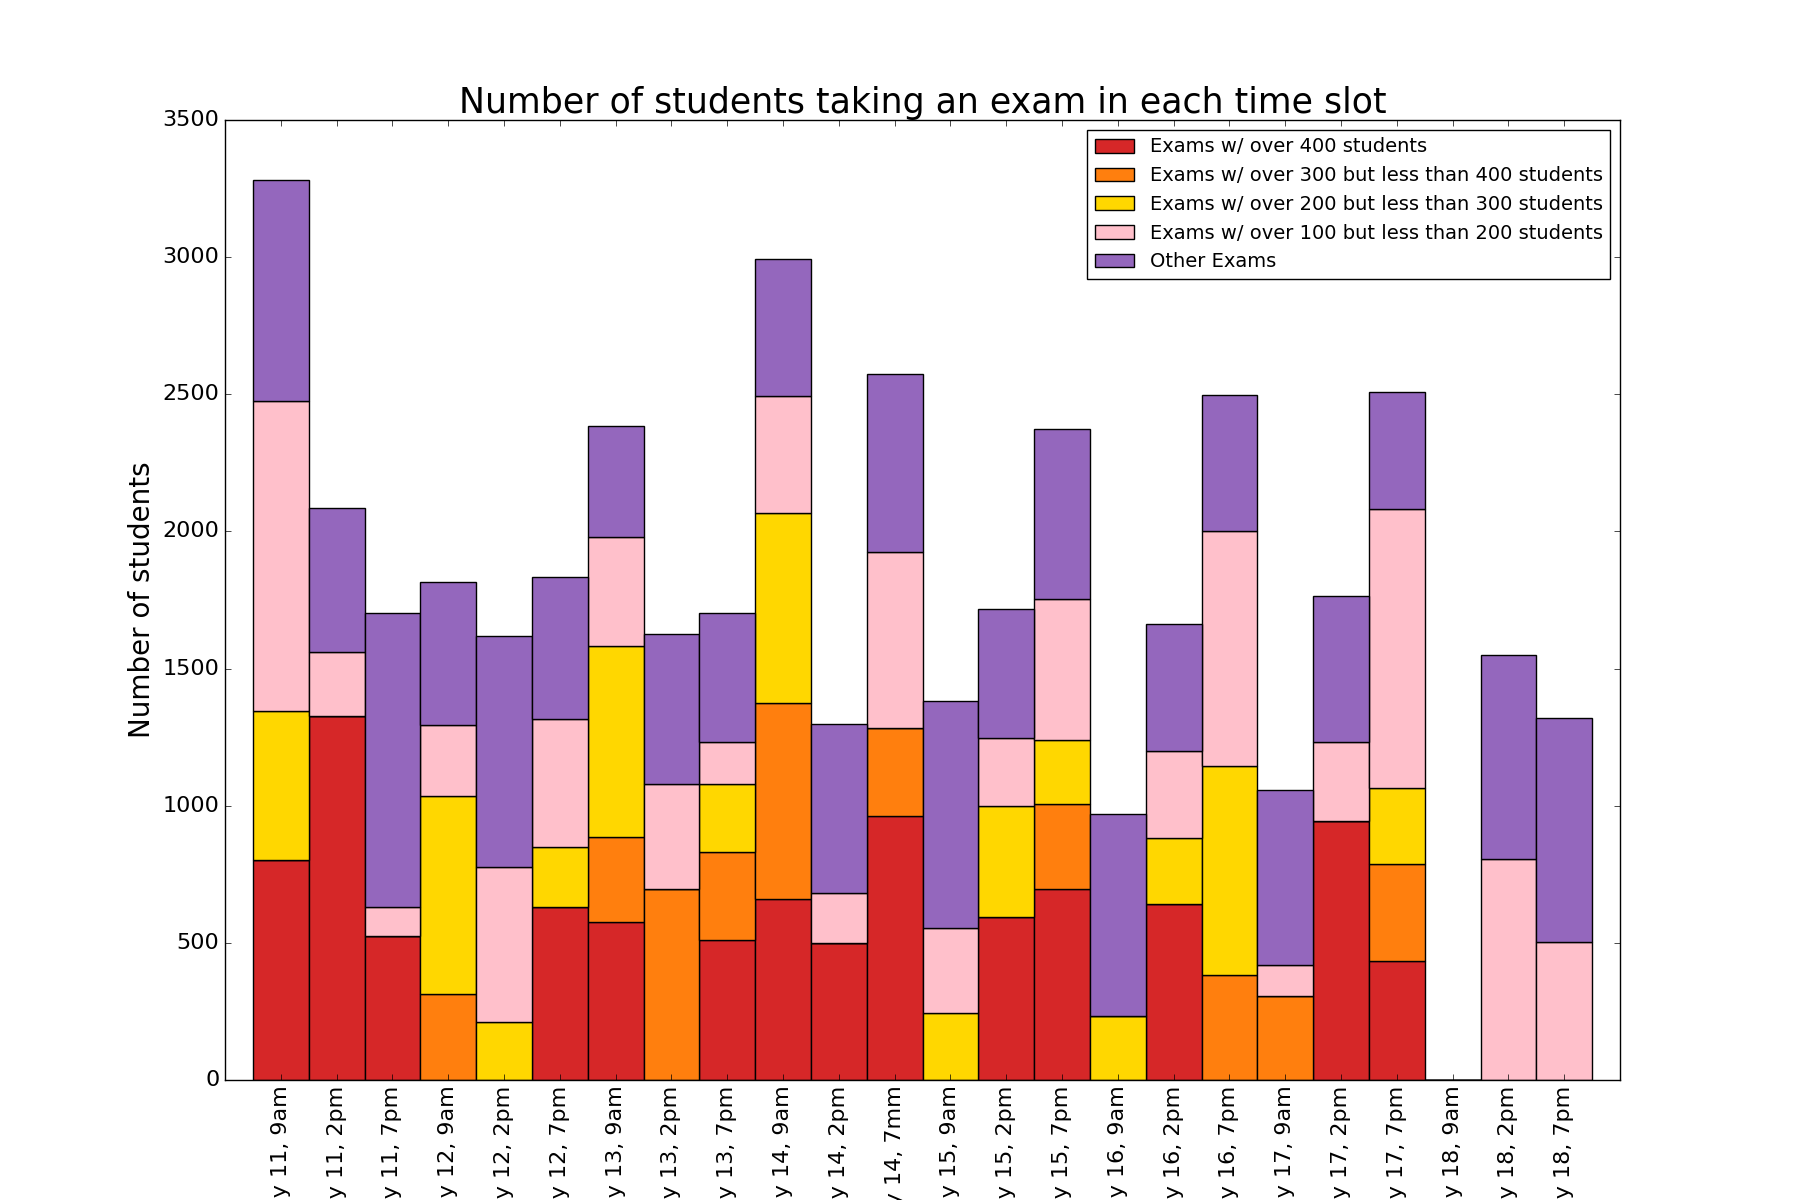 Number of students taking an exam in each time slot
Number of students
3500
3000
2500
2000
1500
1000
500
0
Exams w/ over 400 students
Exams w/ over 300 but less than 400 students
Exams w/ over 200 but less than 300 students
Exams w/ over 100 but less than 200 students
Other Exams
y 11, 9am
y 11, 2pm
y 11, 7pm
y 12, 9am
y 12, 2pm
y 12, 7pm
y 13, 9am
y 13, 2pm
y 13, 7pm
y 14, 9am
y 14, 2pm
y 14, 7mm
y 15, 9am
y 15, 2pm
y 15, 7pm
y 16, 9am
y 16, 2pm
y 16, 7pm
y 17, 9am
y 17, 2pm
y 17, 7pm
y 18, 9am
y 18, 2pm
y 18, 7pm